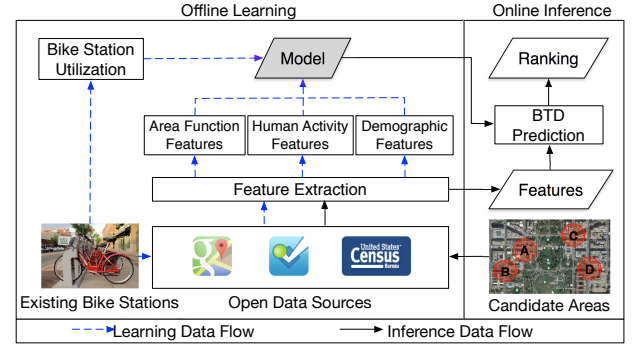 Offline Learning
Online Inference
Bike Station
Utilization
Model
Ranking
Area Function
Features
Human Activity
Features
Demographic
Features
BTD
Prediction
Feature Extraction
Features
United States™
Census
Bureau
A
B
C
D
Existing Bike Stations
Open Data Sources
Candidate Areas
Learning Data Flow
Inference Data Flow